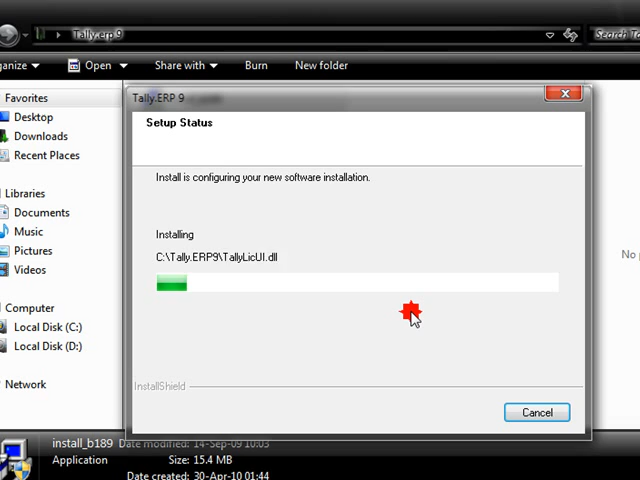 Tally.erp 9
Search Ta
ganize
Open
Share with
Burn
New folder
Favorites
Desktop
Downloads
Recent Places
Libraries
Documents
Music
Pictures
Videos
Computer
Local Disk (C:)
Local Disk (D:)
Network
Tally.ERP 9
Setup Status
Install is configuring your new software installation.
Installing
C:\Tally.ERP9\TallyLicUI.dll
InstallShield
Cancel
No p
install_b189 Date modified: 14-Sep-09 10:03
Application Size: 15.4 MB
Date created: 30-Apr-10 01:44